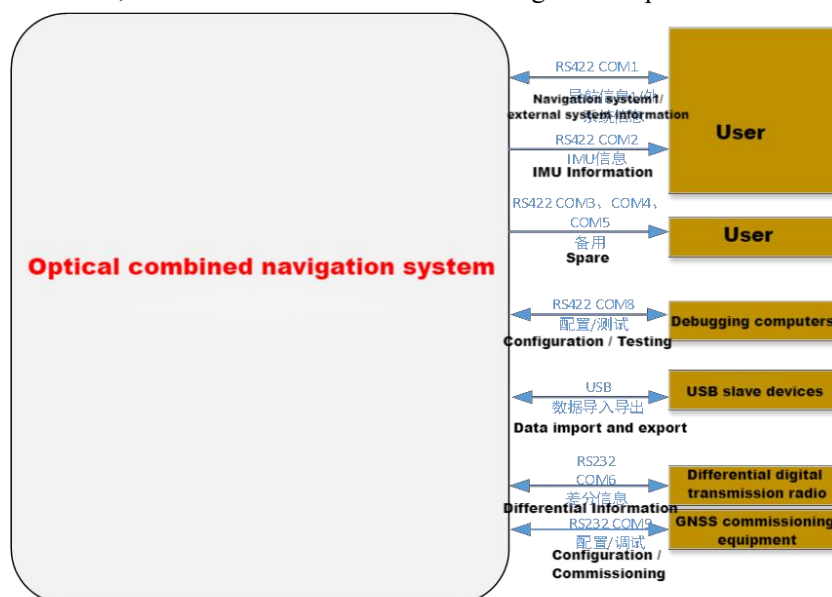 Optical combined navigation system
RS422 COM1
导航信息1/外
系统信息
Navigation system1/
external system information
RS422 COM2
IMU信息
IMU Information
User
RS422 COM3、COM4、
COM5
备用
Spare
User
RS422 COM8
配置/测试
Configuration / Testing
Debugging computers
USB
数据导入导出
Data import and export
USB slave devices
RS232
COM6
差分信息
Differential Information
Differential digital
transmission radio
RS232 COM9
配置/调试
Configuration /
Commissioning
GNSS commissioning
equipment